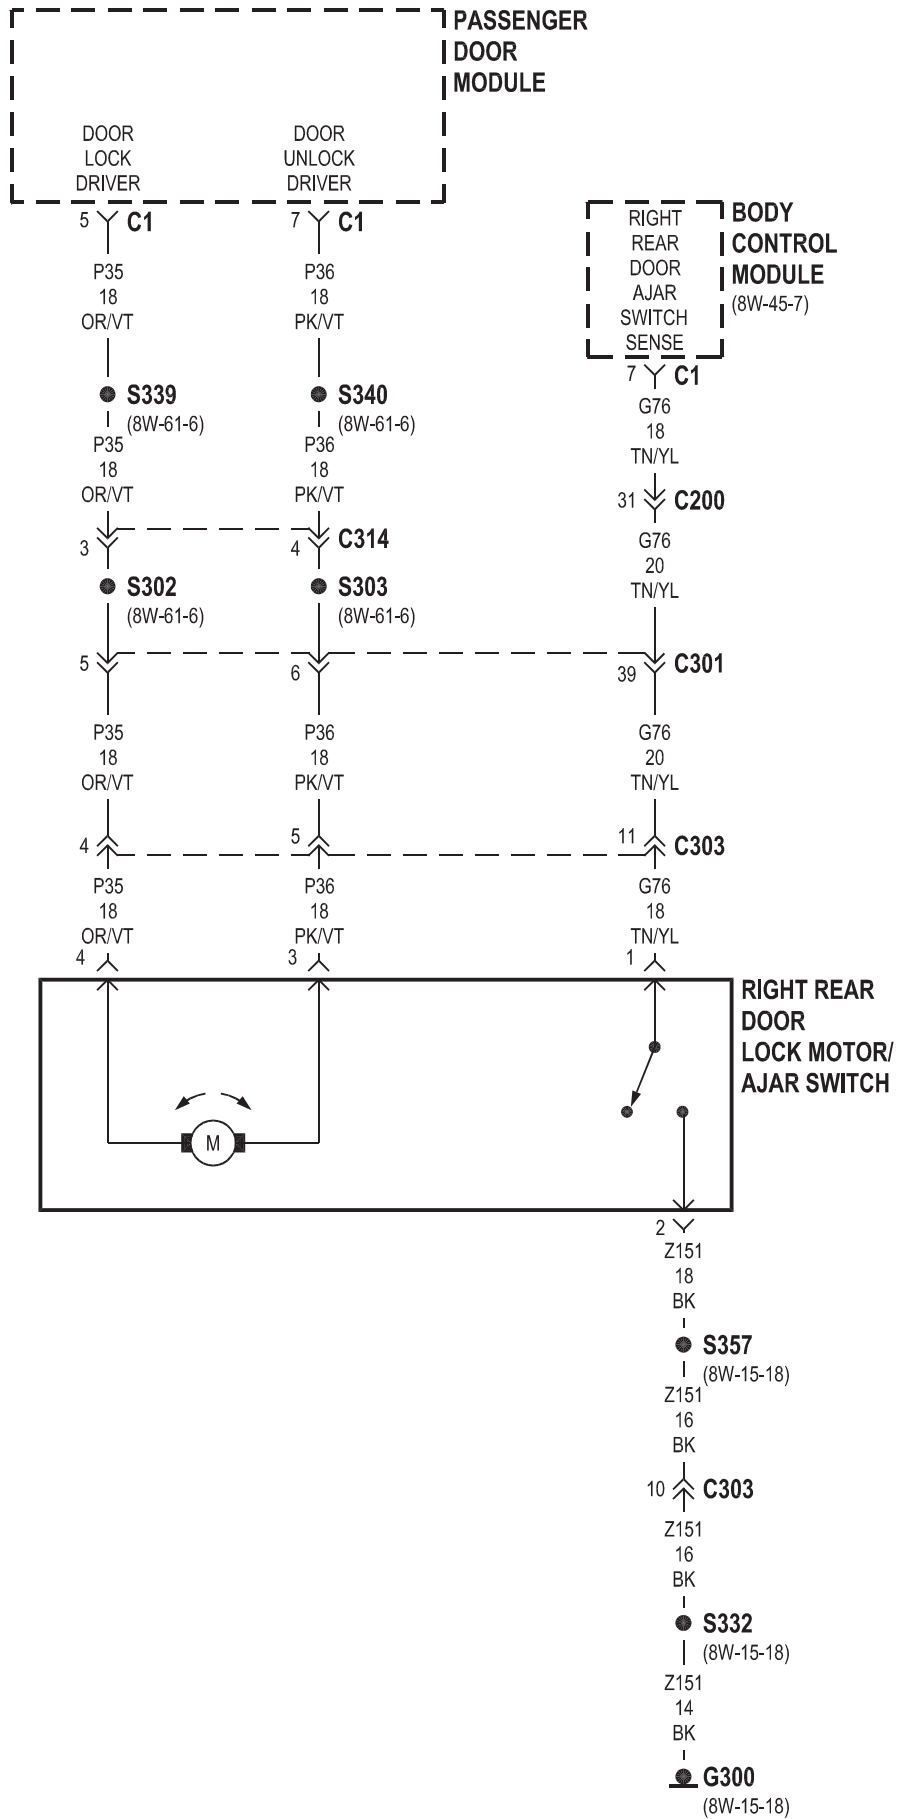 PASSENGER
DOOR
MODULE
DOOR
LOCK
DRIVER
DOOR
UNLOCK
DRIVER
5 C1
7 C1
P35
18
OR/VT
P36
18
PK/VT
RIGHT
REAR
DOOR
AJAR
SWITCH
SENSE
BODY
CONTROL
MODULE
(8W-45-7)
7 C1
G76
18
TN/YL
S339
(8W-61-6)
S340
(8W-61-6)
P35
18
OR/VT
P36
18
PK/VT
31 C200
G76
20
TN/YL
3
4 C314
S302
(8W-61-6)
S303
(8W-61-6)
5
6
39 C301
P35
18
OR/VT
P36
18
PK/VT
G76
20
TN/YL
4
5
11 C303
P35
18
OR/VT
P36
18
PK/VT
G76
18
TN/YL
4
3
1
RIGHT REAR
DOOR
LOCK MOTOR/
AJAR SWITCH
M
2
Z151
18
BK
S357
(8W-15-18)
Z151
16
BK
10 C303
Z151
16
BK
S332
(8W-15-18)
Z151
14
BK
G300
(8W-15-18)